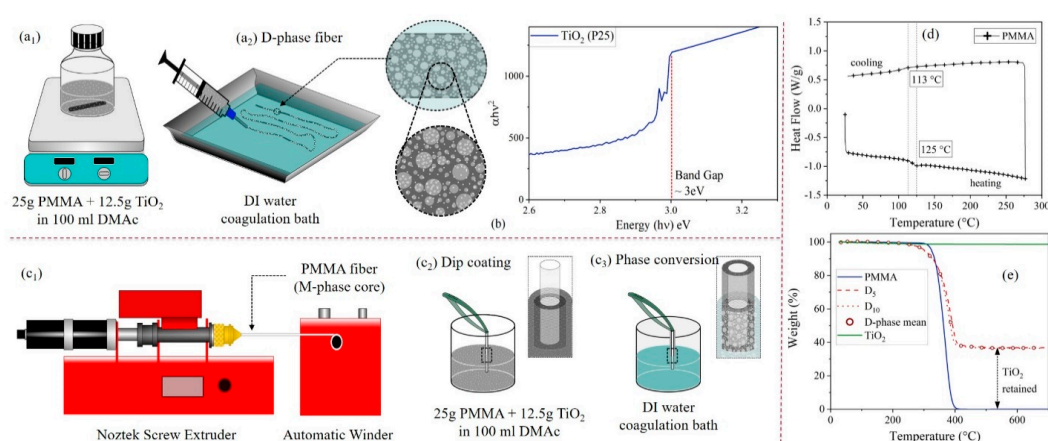 (a₁)
25g PMMA + 12.5g TiO₂
in 100 ml DMAc
(a₂) D-phase fiber
DI water
coagulation bath
TiO₂ (P25)
1000
500
0
αhv²
Band Gap
~ 3eV
2.6
2.8
3.0
3.2
Energy (hv) eV
(b)
(c₁)
PMMA fiber
(M-phase core)
Noztek Screw Extruder
Automatic Winder
(c₂) Dip coating
25g PMMA + 12.5g TiO₂
in 100 ml DMAc
(c₃) Phase conversion
DI water
coagulation bath
(d)
PMMA
cooling
113 °C
125 °C
heating
1.5
1.0
0.5
0.0
-0.5
-1.0
-1.5
Heat Flow (W/g)
0
50
100
150
200
250
300
Temperature (°C)
(e)
PMMA
D₅
D₁₀
D-phase mean
TiO₂
TiO₂
retained
100
80
60
40
20
0
Weight (%)
0
200
400
600
Temperature (°C)